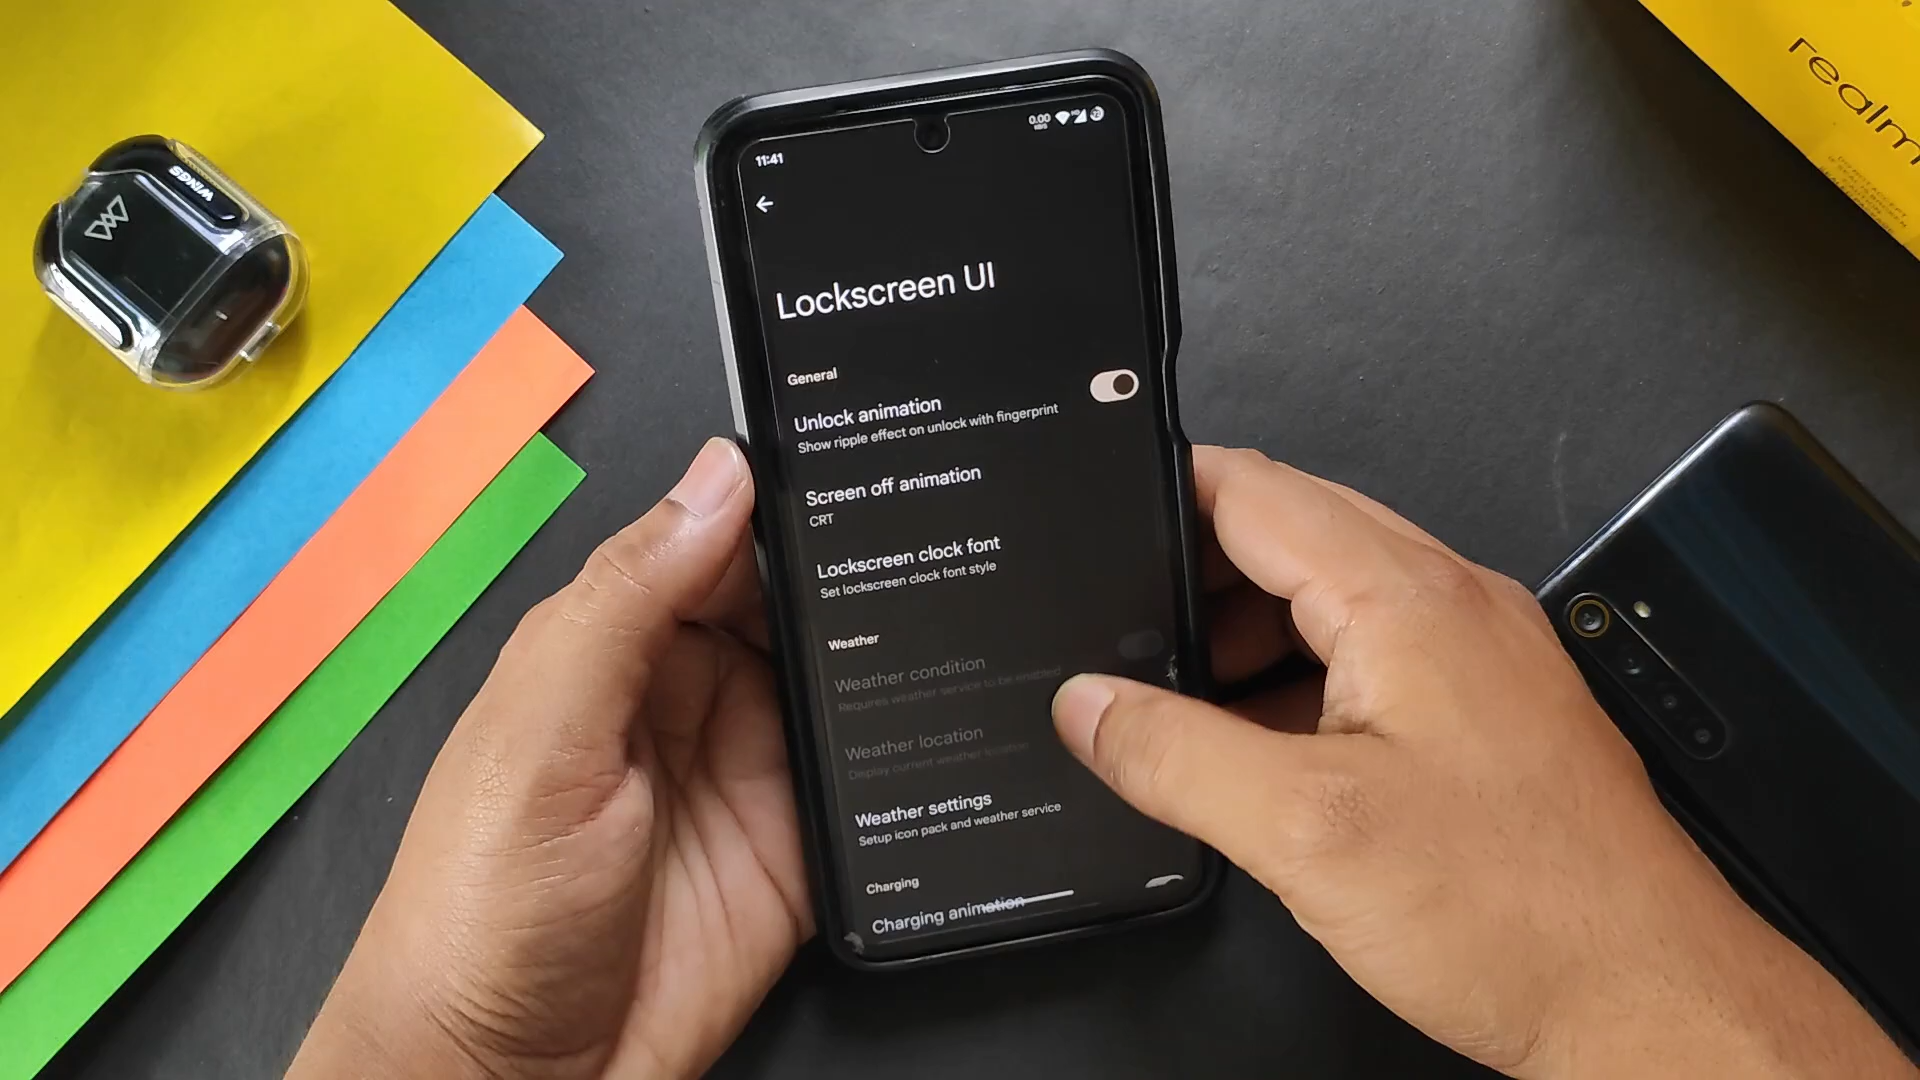 WINGS
realm
11:41
0.00
KB/S
Lockscreen UI
General
Unlock animation
Show ripple effect on unlock with fingerprint
Screen off animation
CRT
Lockscreen clock font
Set lockscreen clock font style
Weather
Weather condition
Requires weather service to be enabled
Weather location
Display current weather location
Weather settings
Setup icon pack and weather service
Charging
Charging animation